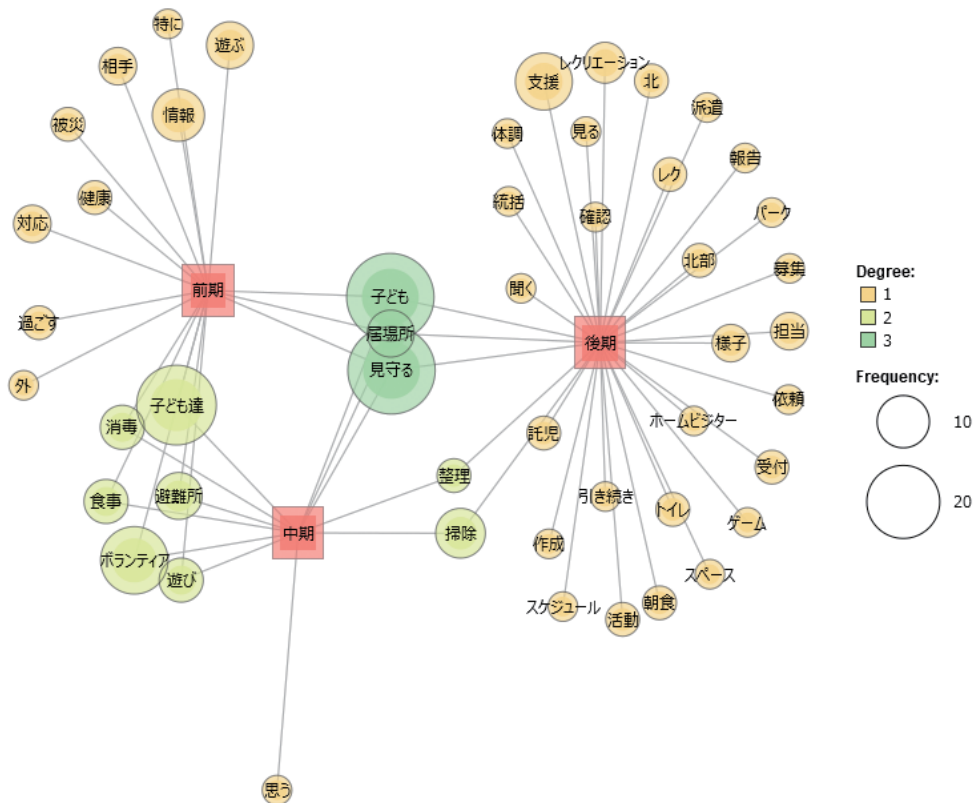 特に
遊ぶ
相手
情報
被災
健康
対応
前期
過ごす
外
子ども
居場所
見守る
子ども達
消毒
食事
避難所
ボランティア
遊び
中期
整理
掃除
思う
レクリエーション
支援
北
派遣
体調
見る
報告
レク
統括
確認
パーク
北部
募集
聞く
後期
様子
担当
依頼
ホームビジター
託児
受付
引き続き
トイレ
ゲーム
作成
スペース
スケジュール
活動
朝食
Degree:
1
2
3
Frequency:
10
20